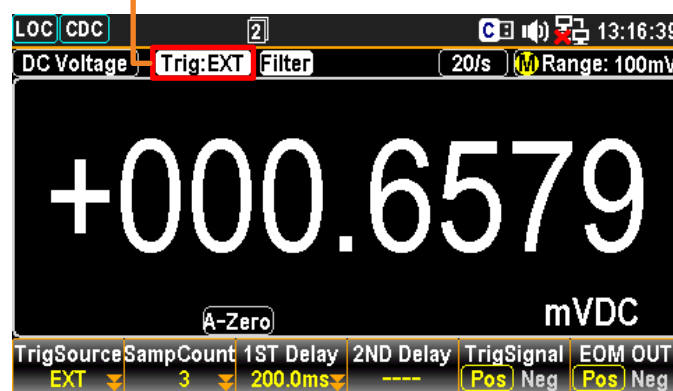 LOC CDC 2 C 13:16:39
DC Voltage Trig:EXT Filter 20/s M Range: 100mV
+000.6579
A-Zero mVDC
TrigSource SampCount 1ST Delay 2ND Delay TrigSignal EOM OUT
EXT 3 200.0ms ---- Pos Neg Pos Neg